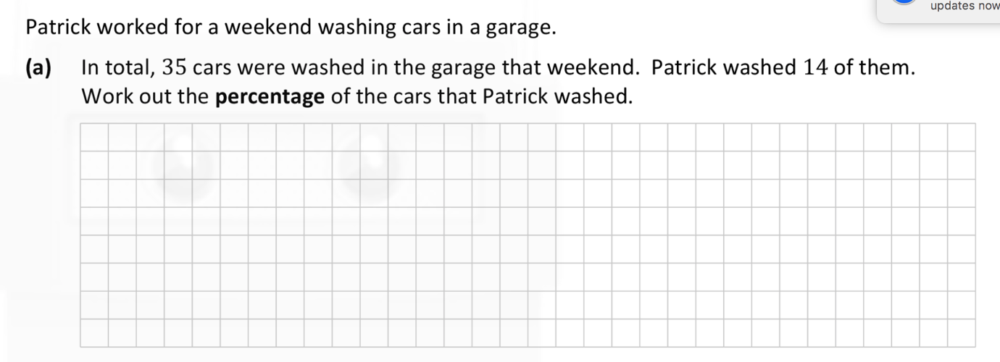 updates now
Patrick worked for a weekend washing cars in a garage.
(a) In total, 35 cars were washed in the garage that weekend. Patrick washed 14 of them.
Work out the percentage of the cars that Patrick washed.